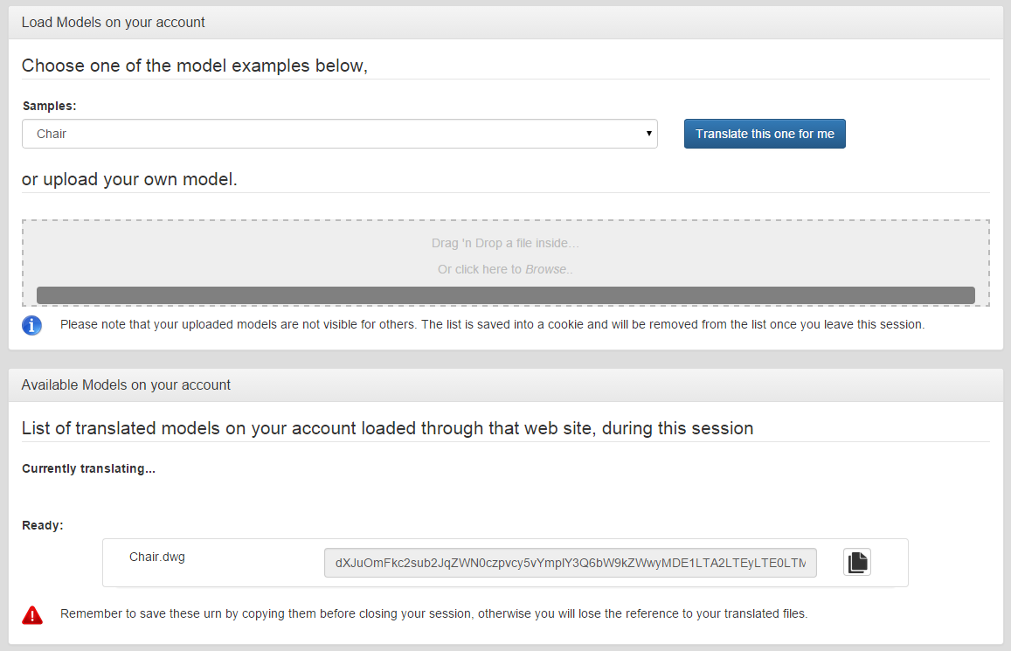 Load Models on your account
Choose one of the model examples below,
Samples:
Chair
Translate this one for me
or upload your own model.
Drag 'n Drop a file inside...
Or click here to Browse..
Please note that your uploaded models are not visible for others. The list is saved into a cookie and will be removed from the list once you leave this session.
Available Models on your account
List of translated models on your account loaded through that web site, during this session
Currently translating...
Ready:
Chair.dwg
Remember to save these urn by copying them before closing your session, otherwise you will lose the reference to your translated files.